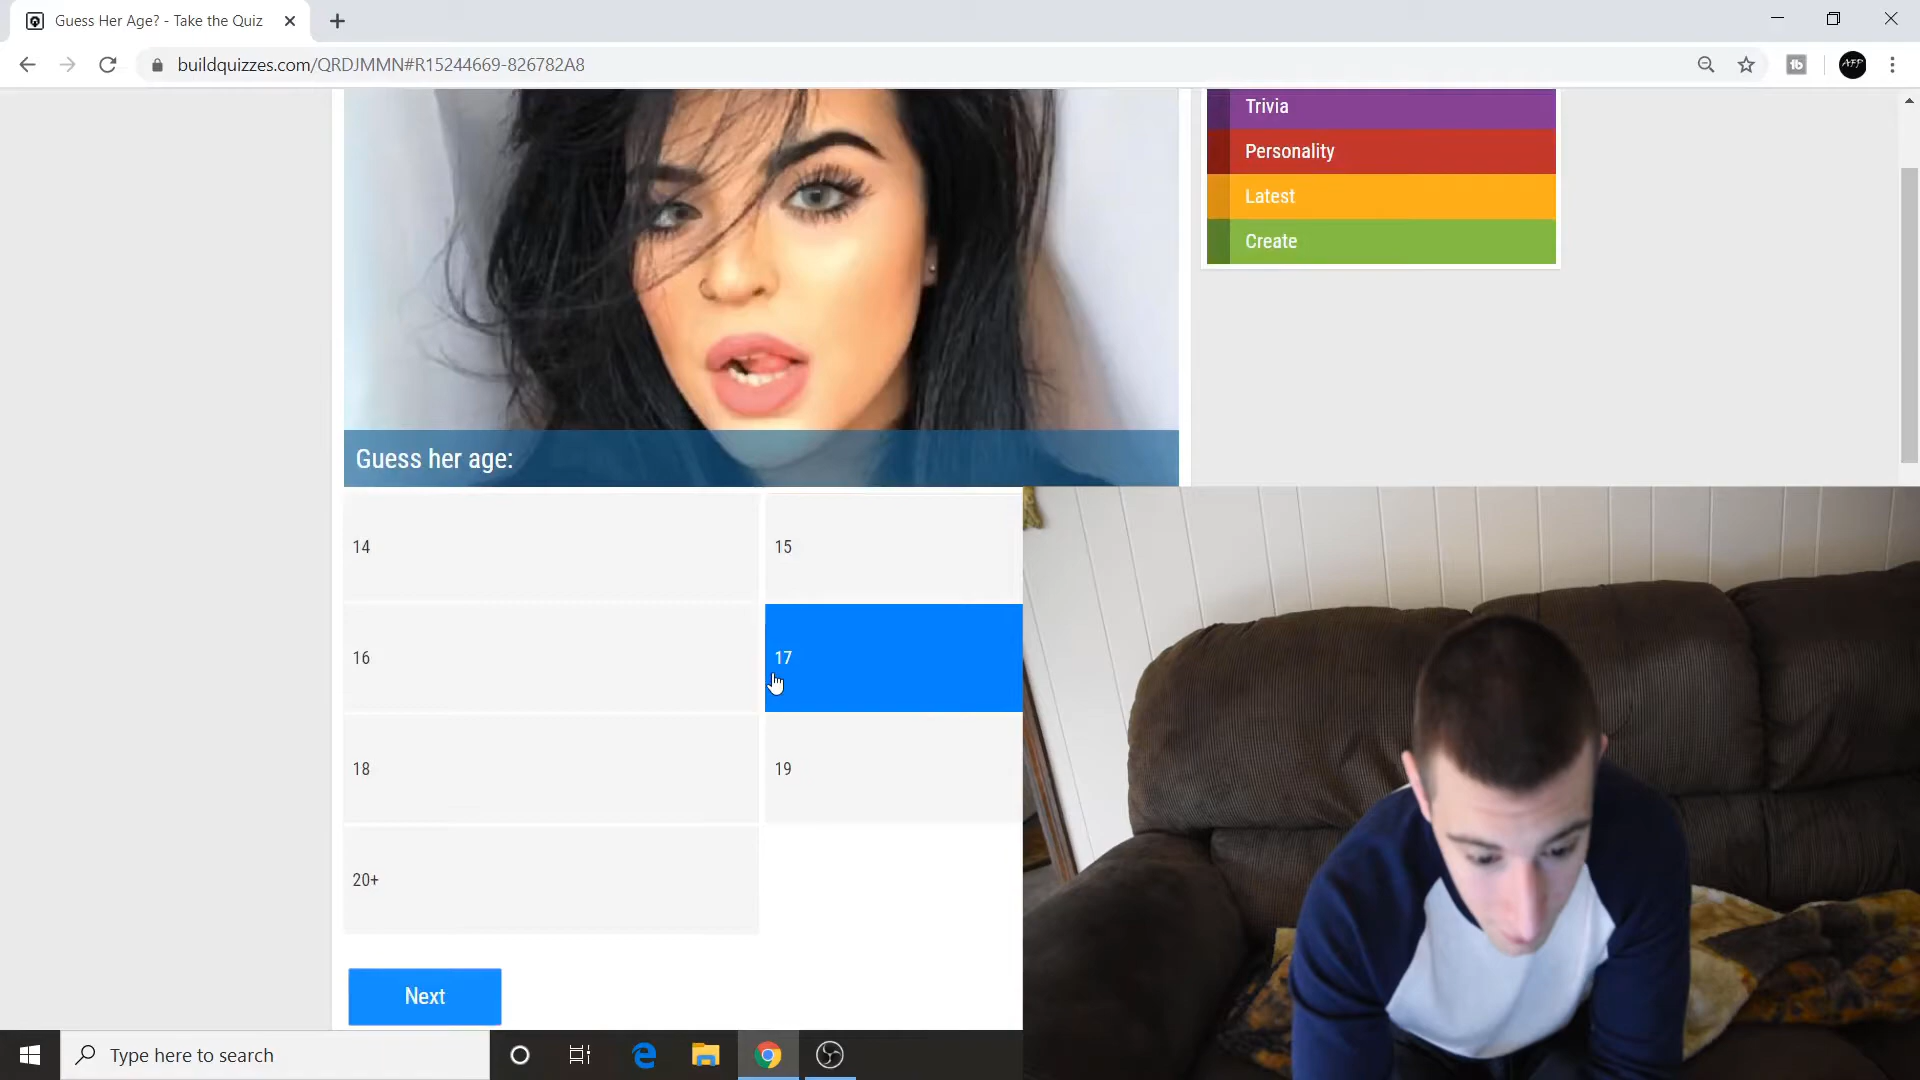 Guess Her Age? - Take the Quiz
buildquizzes.com/QRDJMMN#R15244669-826782A8
AFP
Trivia
Personality
Latest
Create
Guess her age:
14
15
16
17
18
19
20+
Next
Type here to search